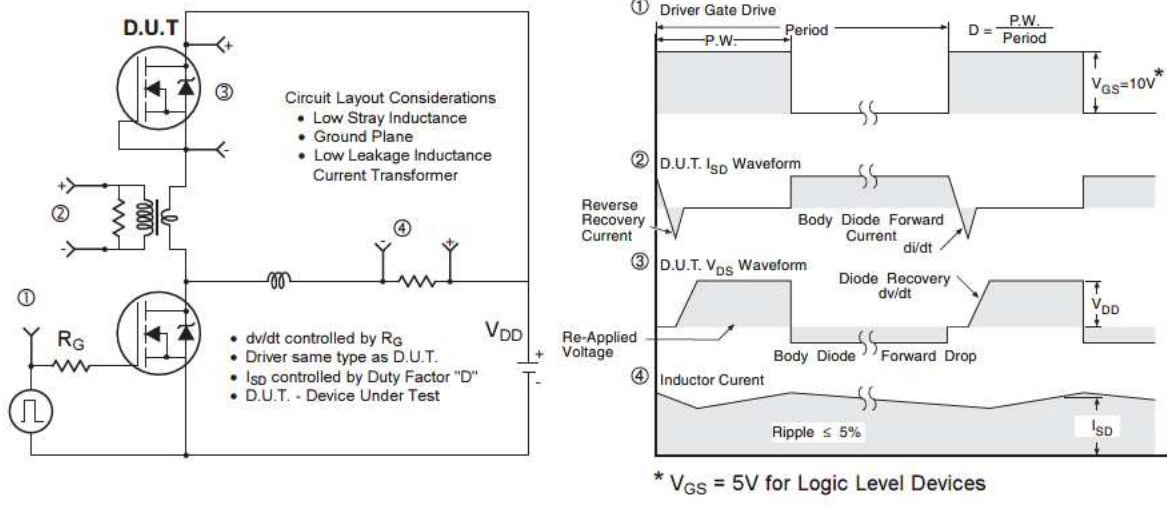 D.U.T
+
③
-
Circuit Layout Considerations
• Low Stray Inductance
• Ground Plane
• Low Leakage Inductance
Current Transformer
+
②
-
④
-
+
①
R_G
V_DD
+
-
• dv/dt controlled by R_G
• Driver same type as D.U.T.
• I_SD controlled by Duty Factor "D"
• D.U.T. - Device Under Test
① Driver Gate Drive
P.W.
Period
D = P.W. / Period
V_GS=10V*
② D.U.T. I_SD Waveform
Reverse
Recovery
Current
Body Diode Forward
Current
di/dt
③ D.U.T. V_DS Waveform
Diode Recovery
dv/dt
V_DD
Re-Applied
Voltage
Body Diode Forward Drop
④ Inductor Curent
Ripple ≤ 5%
I_SD
* V_GS = 5V for Logic Level Devices